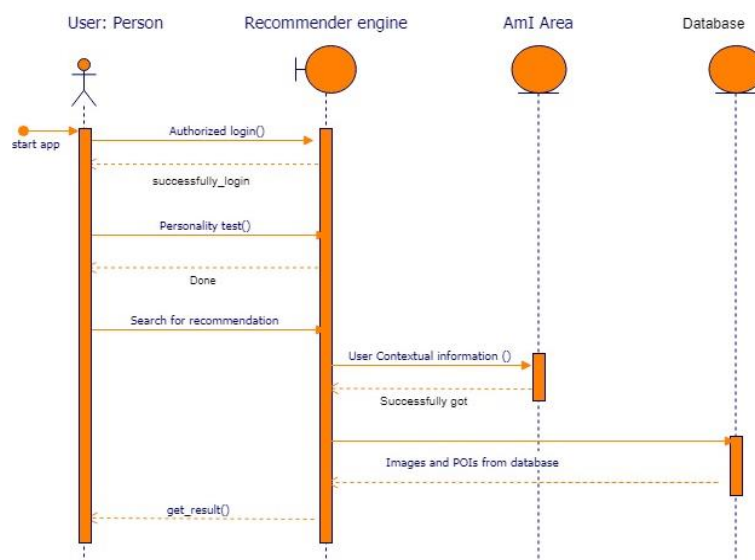 User: Person
Recommender engine
AmI Area
Database
start app
Authorized login()
successfully_login
Personality test()
Done
Search for recommendation
User Contextual information ()
Successfully got
Images and POIs from database
get_result()